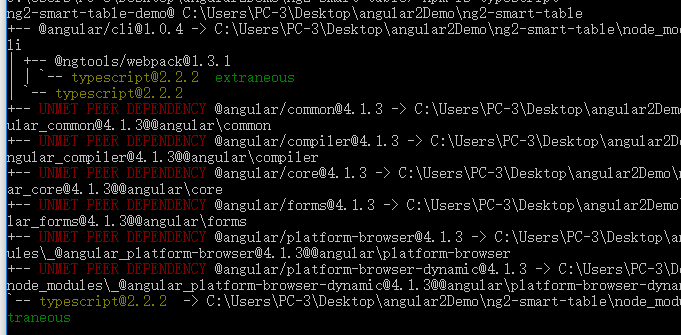 ng2-smart-table-demo@ C:\Users\PC-3\Desktop\angular2Demo\ng2-smart-table
+-- @angular/cli@1.0.4 -> C:\Users\PC-3\Desktop\angular2Demo\ng2-smart-table\node_mod
li
| +-- @ngtools/webpack@1.3.1
| | `-- typescript@2.2.2 extraneous
| `-- typescript@2.2.2
+-- UNMET PEER DEPENDENCY @angular/common@4.1.3 -> C:\Users\PC-3\Desktop\angular2Demo
ular_common@4.1.3@@angular\common
+-- UNMET PEER DEPENDENCY @angular/compiler@4.1.3 -> C:\Users\PC-3\Desktop\angular2De
ngular_compiler@4.1.3@@angular\compiler
+-- UNMET PEER DEPENDENCY @angular/core@4.1.3 -> C:\Users\PC-3\Desktop\angular2Demo\n
ar_core@4.1.3@@angular\core
+-- UNMET PEER DEPENDENCY @angular/forms@4.1.3 -> C:\Users\PC-3\Desktop\angular2Demo\
lar_forms@4.1.3@@angular\forms
+-- UNMET PEER DEPENDENCY @angular/platform-browser@4.1.3 -> C:\Users\PC-3\Desktop\an
ules\_@angular_platform-browser@4.1.3@@angular\platform-browser
+-- UNMET PEER DEPENDENCY @angular/platform-browser-dynamic@4.1.3 -> C:\Users\PC-3\De
node_modules\_@angular_platform-browser-dynamic@4.1.3@@angular\platform-browser-dynam
`-- typescript@2.2.2 -> C:\Users\PC-3\Desktop\angular2Demo\ng2-smart-table\node_modu
traneous